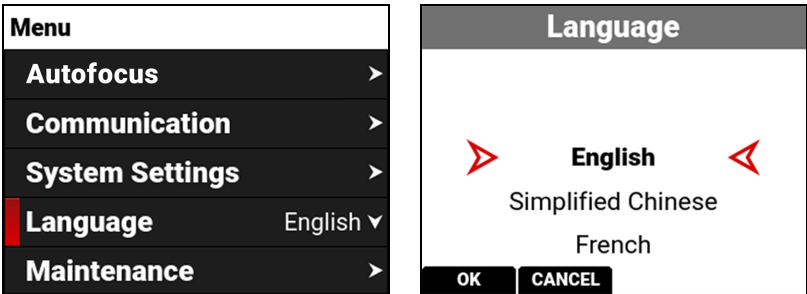 Menu
Autofocus
Communication
System Settings
Language English
Maintenance
Language
English
Simplified Chinese
French
OK CANCEL